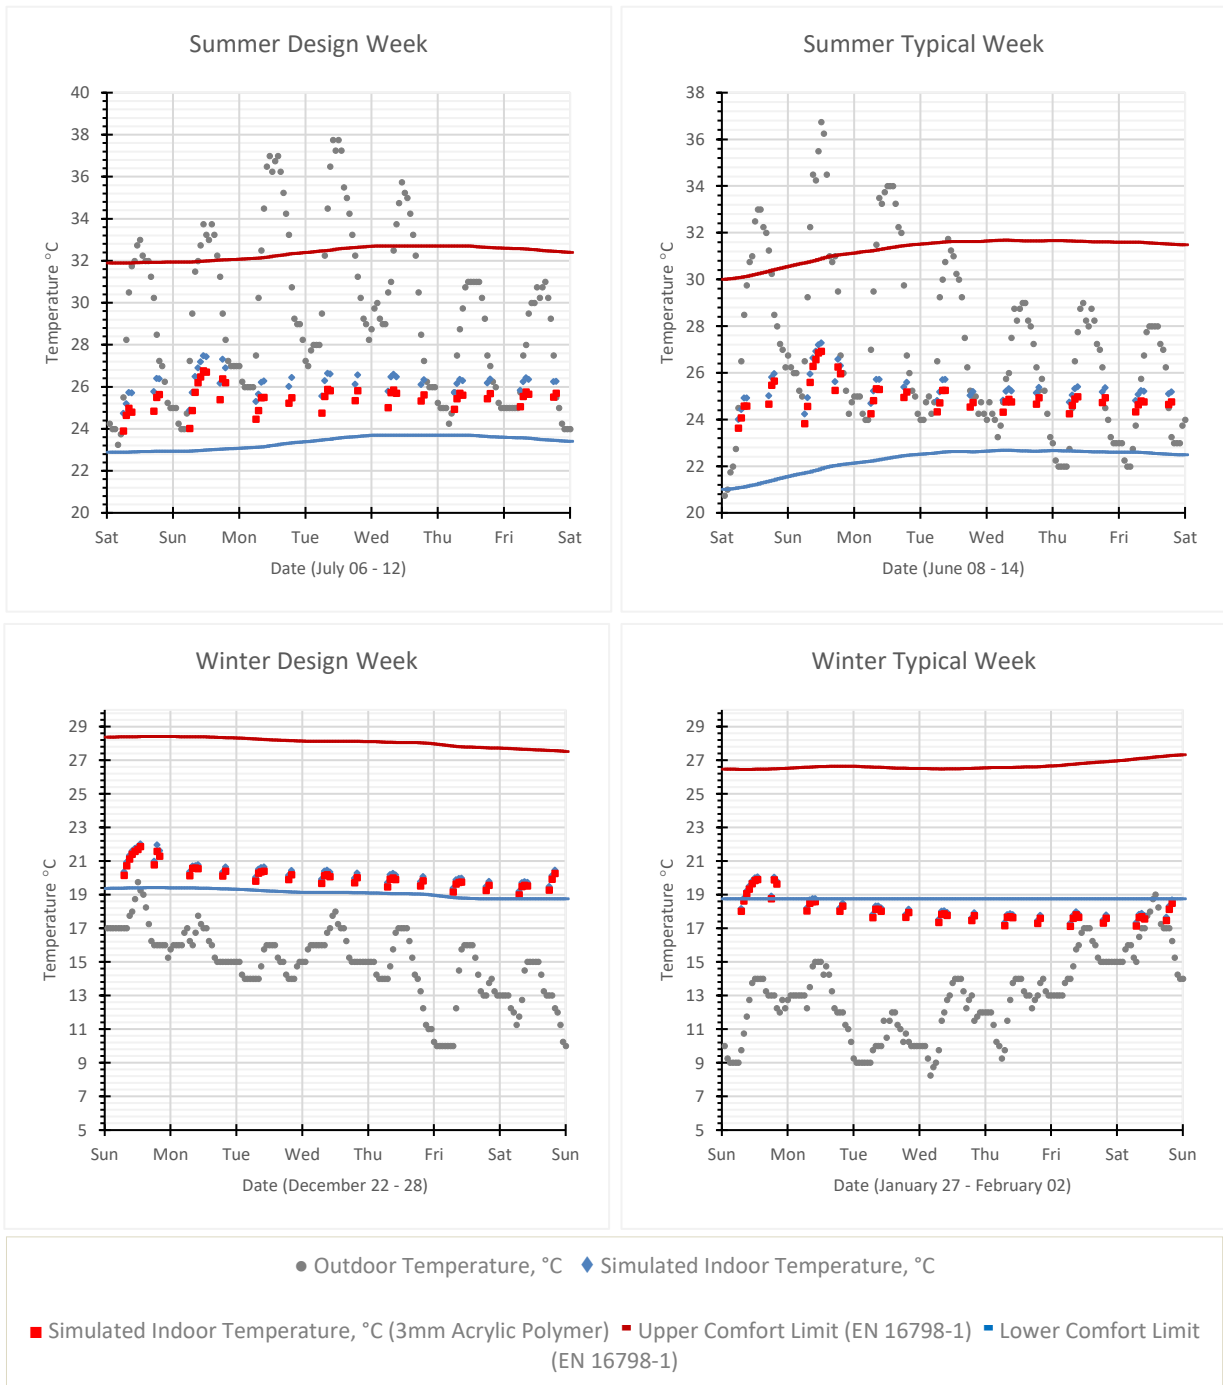 Summer Design Week
40
38
36
34
32
30
28
26
24
22
20
Temperature °C
Sat Sun Mon Tue Wed Thu Fri Sat
Date (July 06 - 12)
Summer Typical Week
38
36
34
32
30
28
26
24
22
20
Temperature °C
Sat Sun Mon Tue Wed Thu Fri Sat
Date (June 08 - 14)
Winter Design Week
29
27
25
23
21
19
17
15
13
11
9
7
5
Temperature °C
Sun Mon Tue Wed Thu Fri Sat Sun
Date (December 22 - 28)
Winter Typical Week
29
27
25
23
21
19
17
15
13
11
9
7
5
Temperature °C
Sun Mon Tue Wed Thu Fri Sat Sun
Date (January 27 - February 02)
Outdoor Temperature, °C Simulated Indoor Temperature, °C
Simulated Indoor Temperature, °C (3mm Acrylic Polymer) Upper Comfort Limit (EN 16798-1) Lower Comfort Limit
(EN 16798-1)